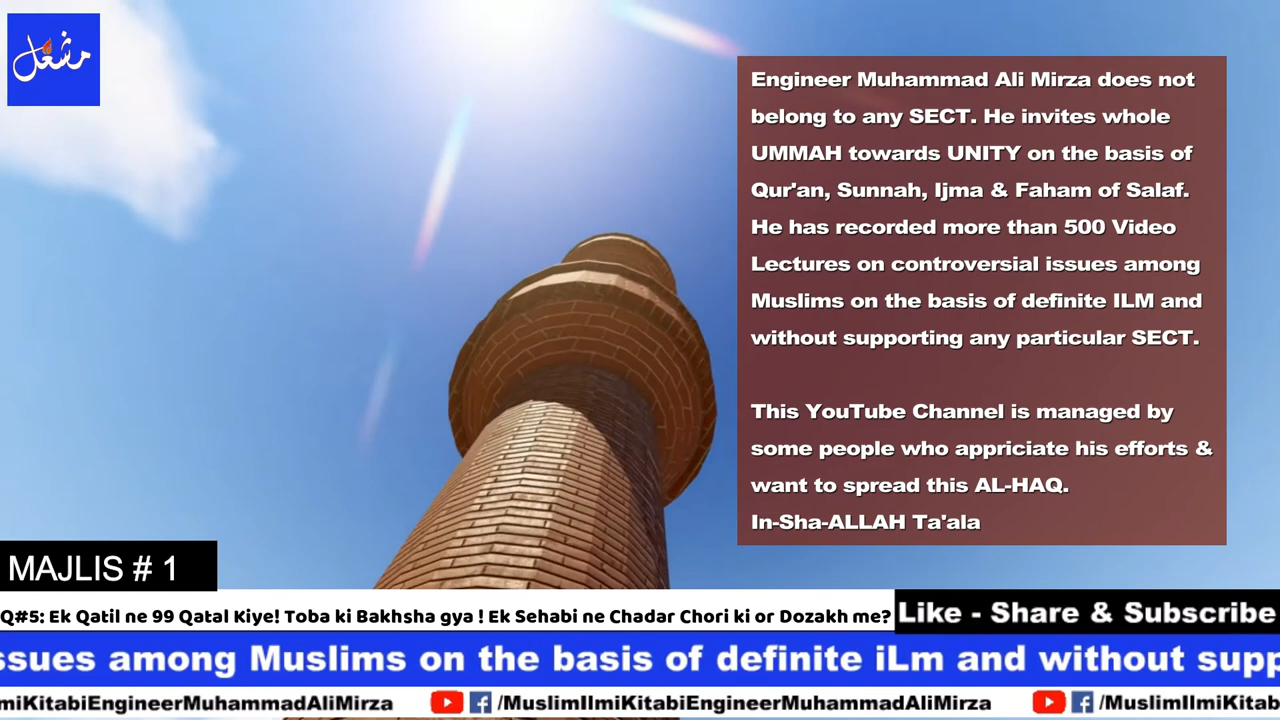 مشعل
Engineer Muhammad Ali Mirza does not
belong to any SECT. He invites whole
UMMAH towards UNITY on the basis of
Qur'an, Sunnah, Ijma & Faham of Salaf.
He has recorded more than 500 Video
Lectures on controversial issues among
Muslims on the basis of definite ILM and
without supporting any particular SECT.
This YouTube Channel is managed by
some people who appriciate his efforts &
want to spread this AL-HAQ.
In-Sha-ALLAH Ta'ala
MAJLIS # 1
Q#5: Ek Qatil ne 99 Qatal Kiye! Toba ki Bakhsha gya ! Ek Sehabi ne Chadar Chori ki or Dozakh me?
Like - Share & Subscribe
ssues among Muslims on the basis of definite iLm and without supp
miKitabiEngineerMuhammadAliMirza /MuslimIlmiKitabiEngineerMuhammadAliMirza /MuslimIlmiKitab